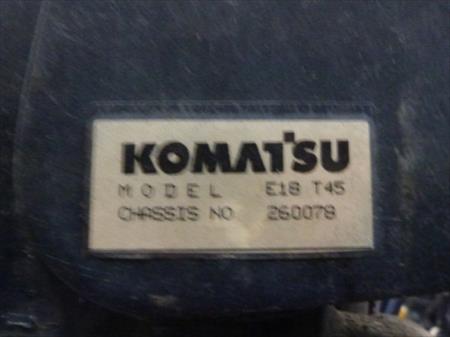 KOMATSU
MODEL E18 T45
CHASSIS NO 260078